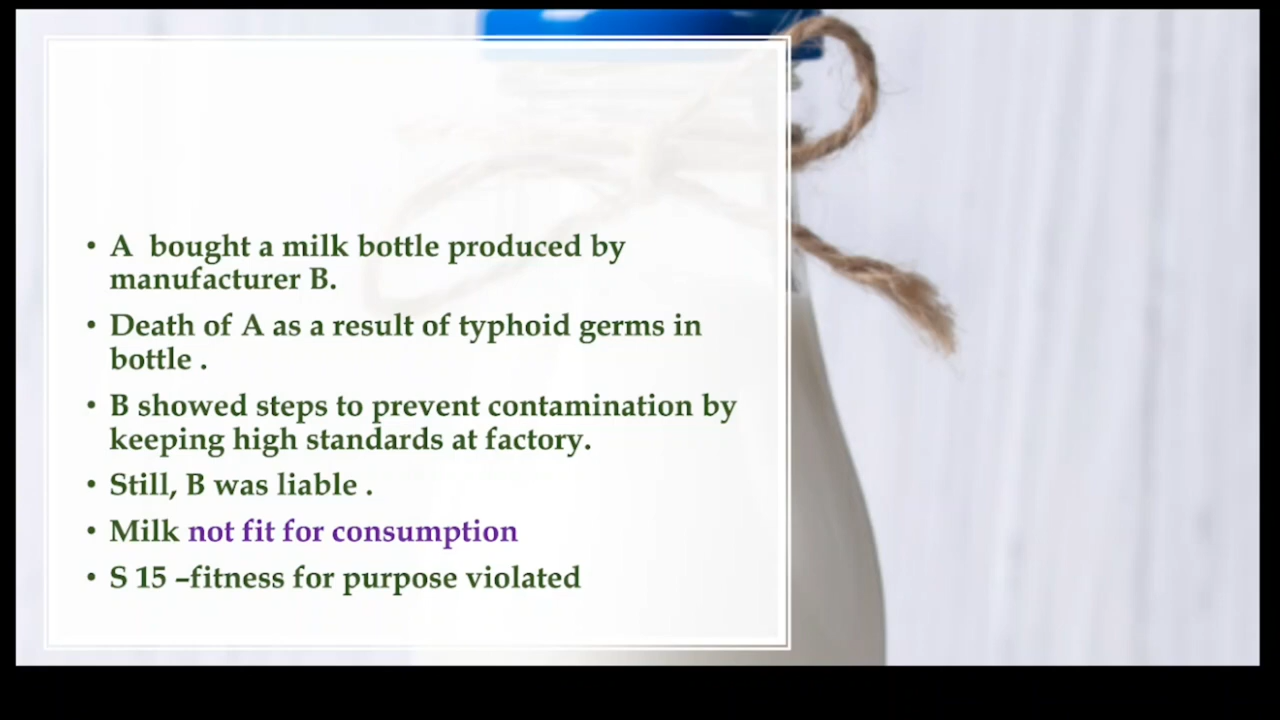 • A bought a milk bottle produced by
manufacturer B.
• Death of A as a result of typhoid germs in
bottle .
• B showed steps to prevent contamination by
keeping high standards at factory.
• Still, B was liable .
• Milk not fit for consumption
• S 15 –fitness for purpose violated